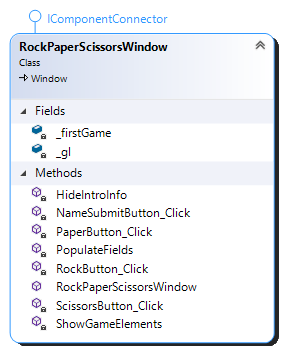 IComponentConnector
RockPaperScissorsWindow
Class
Window
Fields
_firstGame
_gl
Methods
HideIntroInfo
NameSubmitButton_Click
PaperButton_Click
PopulateFields
RockButton_Click
RockPaperScissorsWindow
ScissorsButton_Click
ShowGameElements